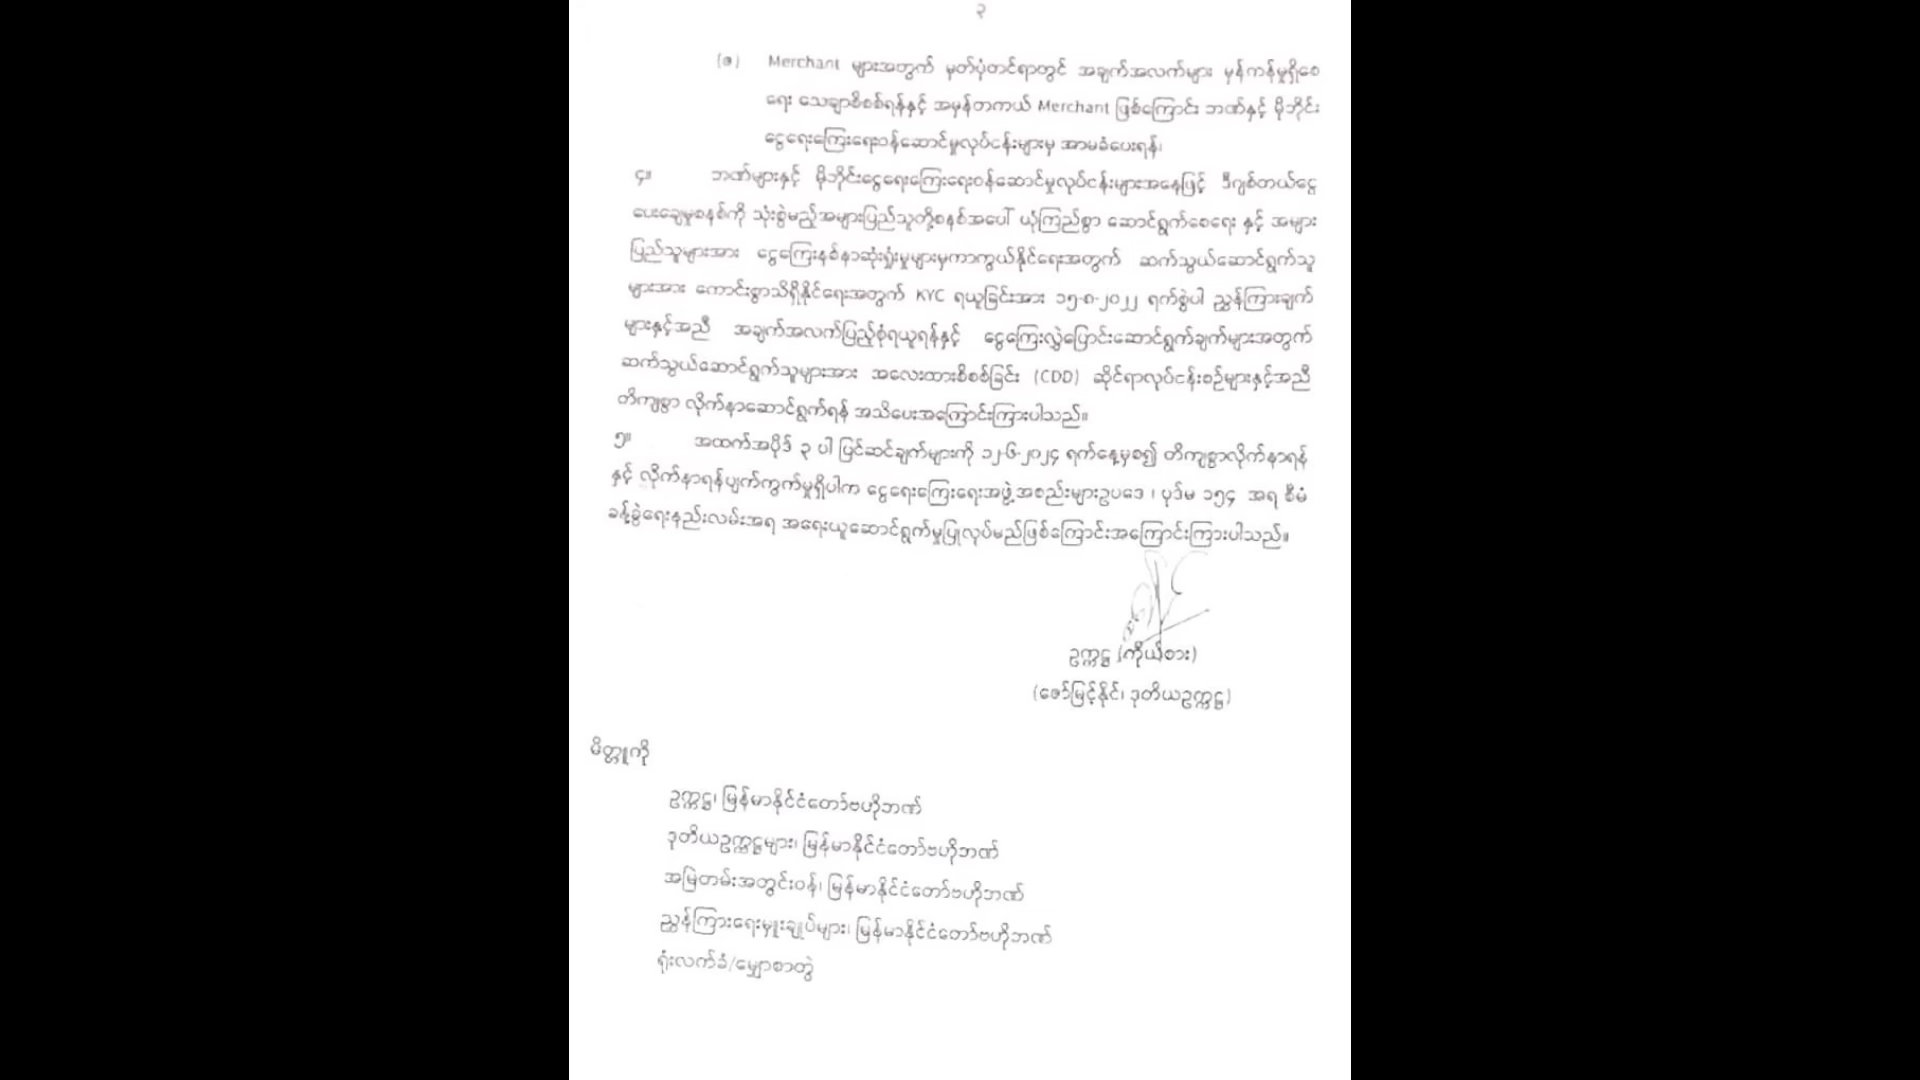 ၃
(ဇ) Merchant များအတွက် မှတ်ပုံတင်ရာတွင် အချက်အလက်များ မှန်ကန်မှုရှိစေ
ရေး သေချာစိစစ်ရန်နှင့် အမှန်တကယ် Merchant ဖြစ်ကြောင်း ဘဏ်နှင့် မိုဘိုင်း
ငွေရေးကြေးရေးဝန်ဆောင်မှုလုပ်ငန်းများမှ အာမခံပေးရန်၊
၄။ ဘဏ်များနှင့် မိုဘိုင်းငွေရေးကြေးရေးဝန်ဆောင်မှုလုပ်ငန်းများအနေဖြင့် ဒီဂျစ်တယ်ငွေ
ပေးချေမှုစနစ်ကို သုံးစွဲမည့်အများပြည်သူတို့စနစ်အပေါ် ယုံကြည်စွာ ဆောင်ရွက်စေရေး နှင့် အများ
ပြည်သူများအား ငွေကြေးနစ်နာဆုံးရှုံးမှုများမှကာကွယ်နိုင်ရေးအတွက် ဆက်သွယ်ဆောင်ရွက်သူ
များအား ကောင်းစွာသိရှိနိုင်ရေးအတွက် KYC ရယူခြင်းအား ၁၅-၈-၂၀၂၂ ရက်စွဲပါ ညွှန်ကြားချက်
များနှင့်အညီ အချက်အလက်ပြည့်စုံရယူရန်နှင့် ငွေကြေးလွှဲပြောင်းဆောင်ရွက်ချက်များအတွက်
ဆက်သွယ်ဆောင်ရွက်သူများအား အလေးထားစိစစ်ခြင်း (CDD) ဆိုင်ရာလုပ်ငန်းစဉ်များနှင့်အညီ
တိကျစွာ လိုက်နာဆောင်ရွက်ရန် အသိပေးအကြောင်းကြားပါသည်။
၅။ အထက်အပိုဒ် ၃ ပါ ပြင်ဆင်ချက်များကို ၁၂-၆-၂၀၂၄ ရက်နေ့မှစ၍ တိကျစွာလိုက်နာရန်
နှင့် လိုက်နာရန်ပျက်ကွက်မှုရှိပါက ငွေရေးကြေးရေးအဖွဲ့အစည်းများဥပဒေ ၊ ပုဒ်မ ၁၅၄ အရ စီမံ
ခန့်ခွဲရေးနည်းလမ်းအရ အရေးယူဆောင်ရွက်မှုပြုလုပ်မည်ဖြစ်ကြောင်းအကြောင်းကြားပါသည်။
ဥက္ကဋ္ဌ (ကိုယ်စား)
(ဇော်မြင့်နိုင်၊ ဒုတိယဥက္ကဋ္ဌ)
မိတ္တူကို
ဥက္ကဋ္ဌ၊ မြန်မာနိုင်ငံတော်ဗဟိုဘဏ်
ဒုတိယဥက္ကဋ္ဌများ၊ မြန်မာနိုင်ငံတော်ဗဟိုဘဏ်
အမြဲတမ်းအတွင်းဝန်၊ မြန်မာနိုင်ငံတော်ဗဟိုဘဏ်
ညွှန်ကြားရေးမှူးချုပ်များ၊ မြန်မာနိုင်ငံတော်ဗဟိုဘဏ်
ရုံးလက်ခံ/မျှောစာတွဲ